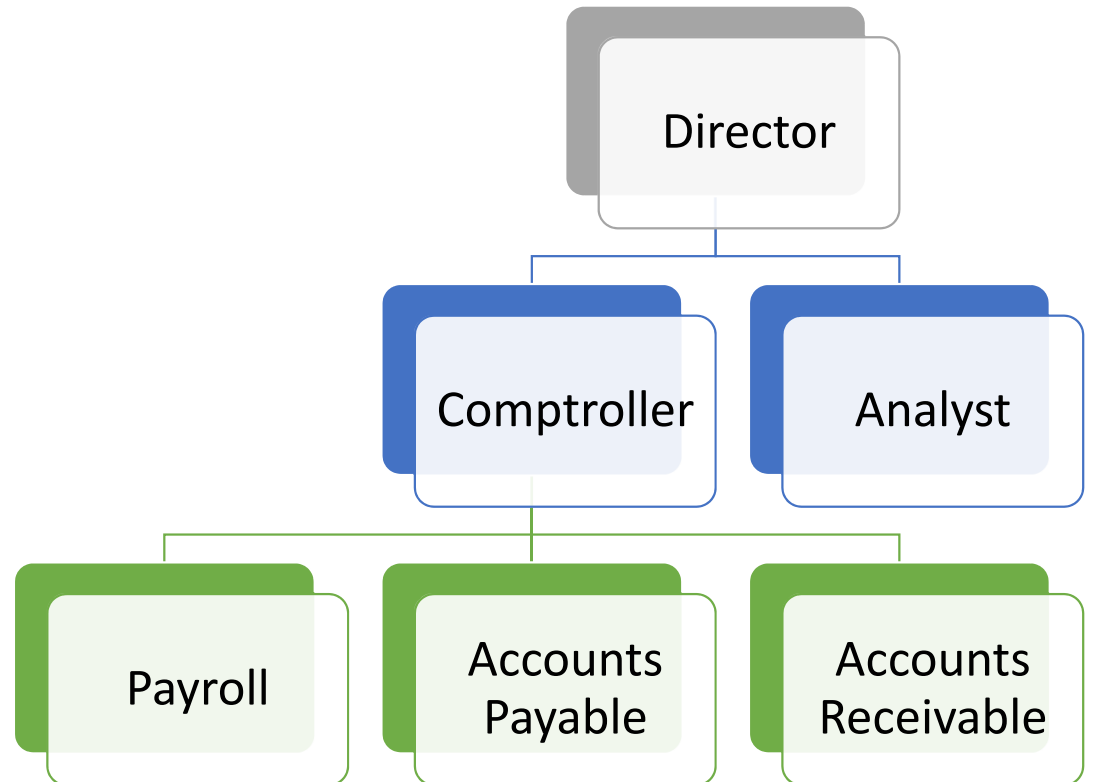 Director
Comptroller
Analyst
Payroll
Accounts
Payable
Accounts
Receivable